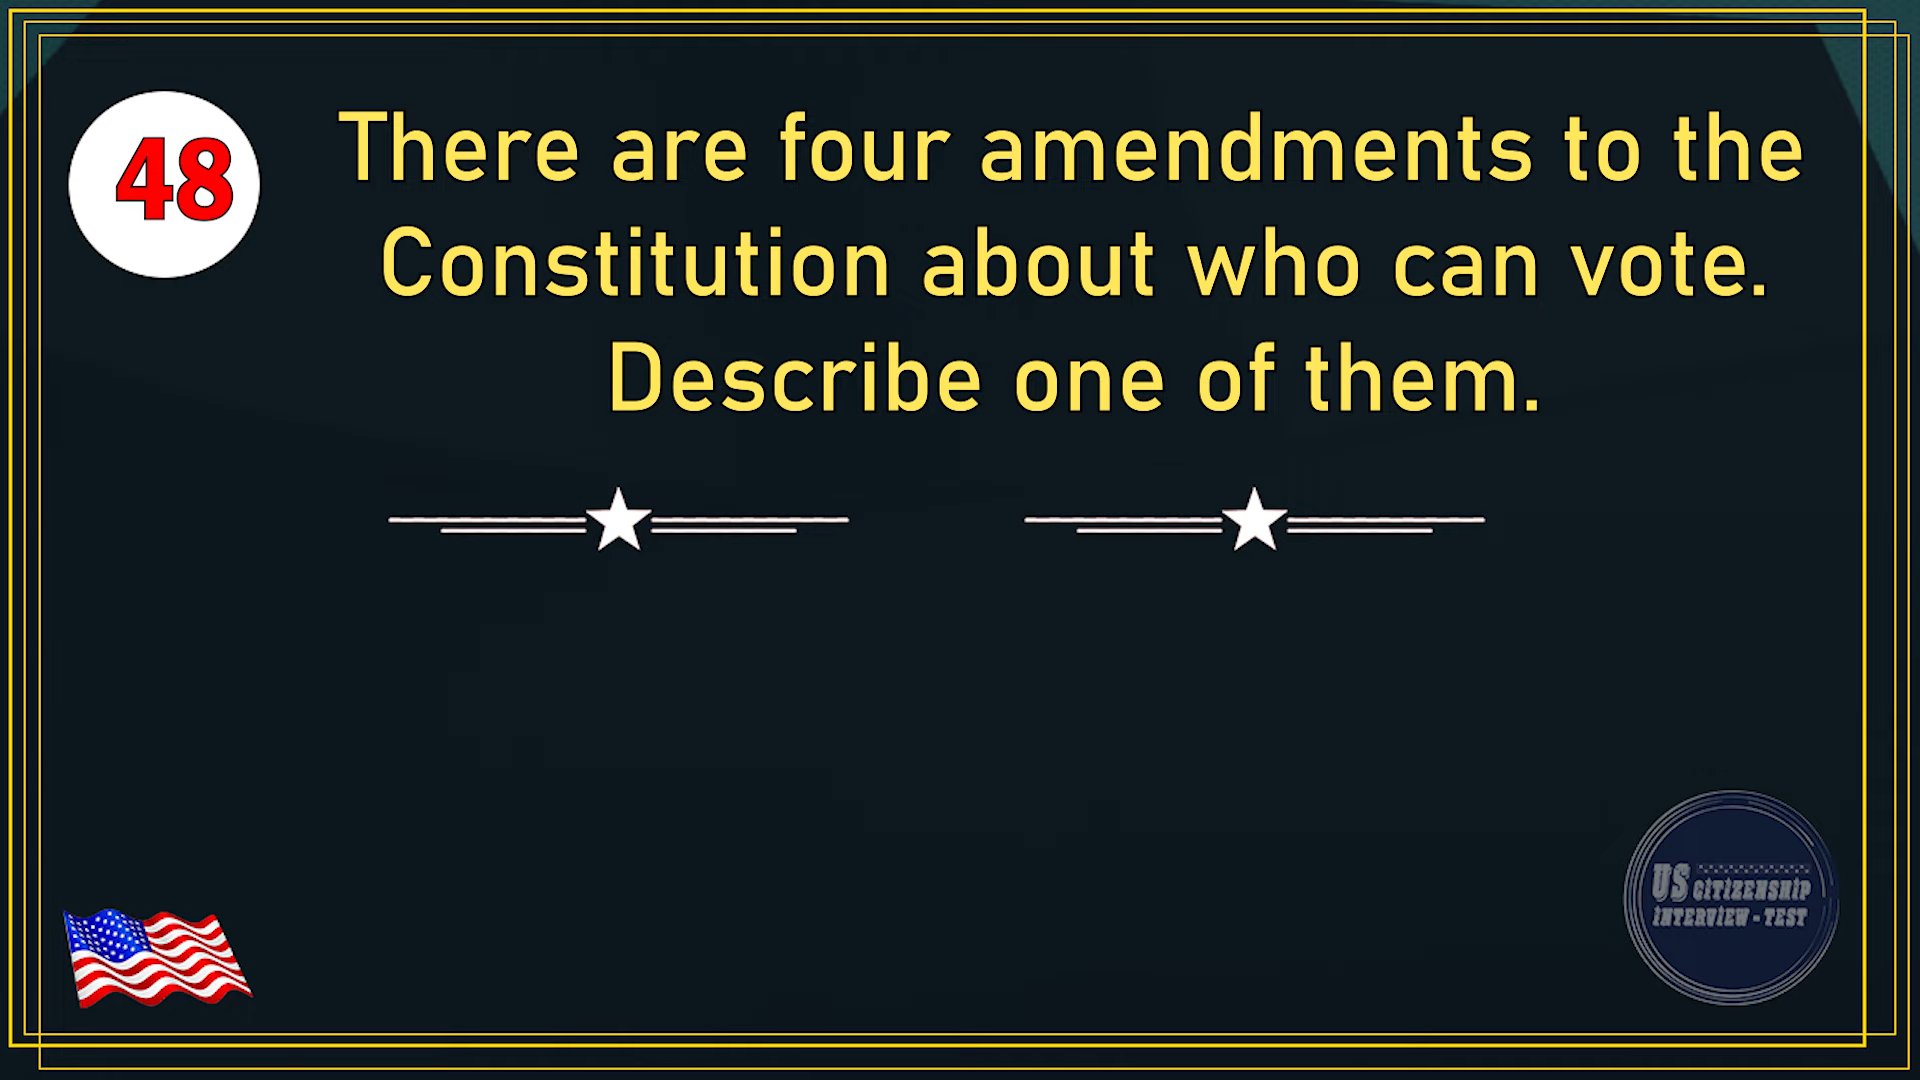 48
There are four amendments to the
Constitution about who can vote.
Describe one of them.
US CITIZENSHIP
INTERVIEW - TEST